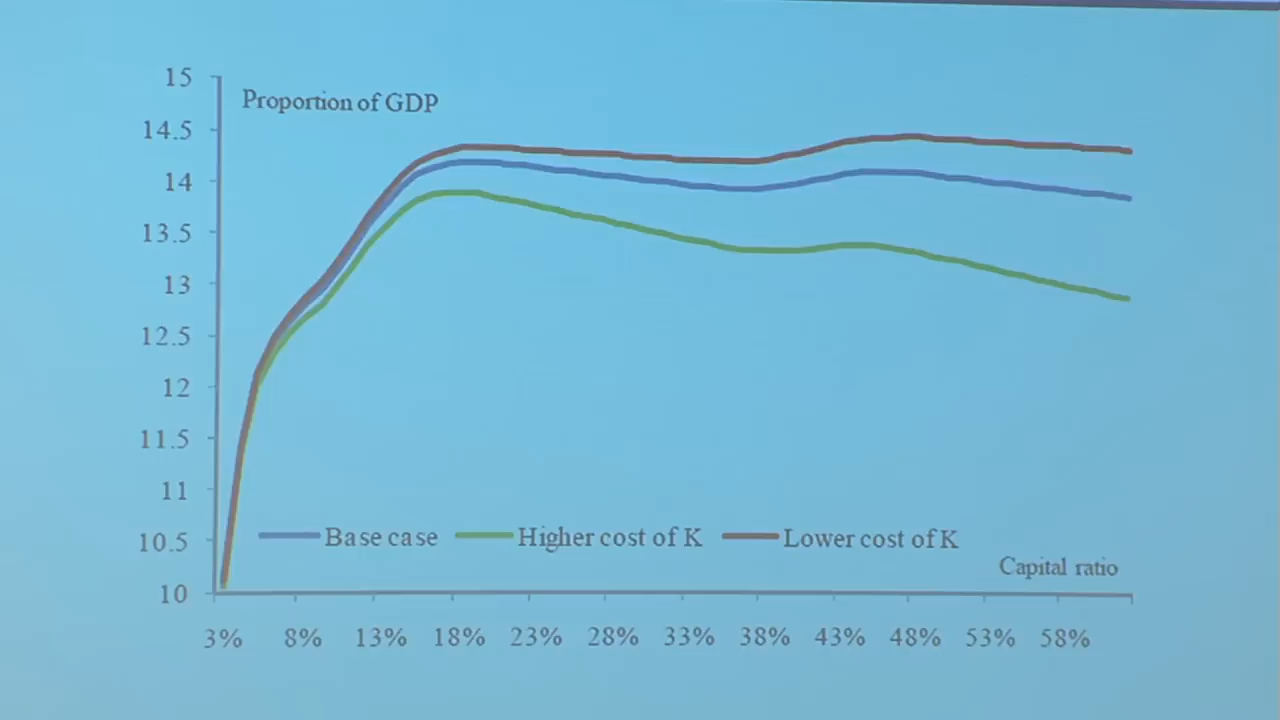 Proportion of GDP
15
14.5
14
13.5
13
12.5
12
11.5
11
10.5
10
Base case Higher cost of K Lower cost of K
Capital ratio
3% 8% 13% 18% 23% 28% 33% 38% 43% 48% 53% 58%